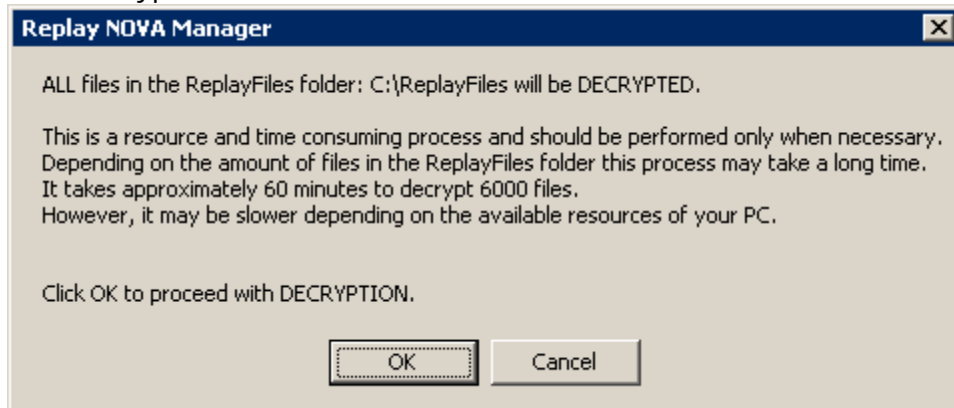 Replay NOVA Manager
ALL files in the ReplayFiles folder: C:\ReplayFiles will be DECRYPTED.
This is a resource and time consuming process and should be performed only when necessary.
Depending on the amount of files in the ReplayFiles folder this process may take a long time.
It takes approximately 60 minutes to decrypt 6000 files.
However, it may be slower depending on the available resources of your PC.
Click OK to proceed with DECRYPTION.
OK Cancel